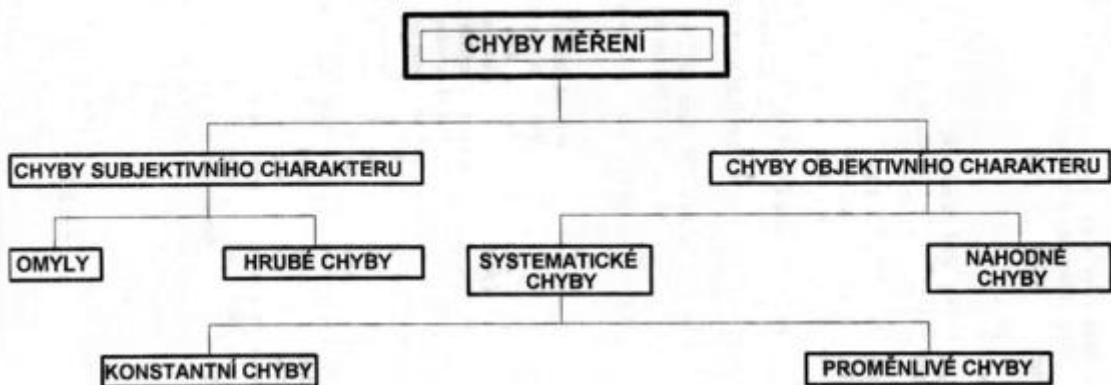 CHYBY MĚŘENÍ
CHYBY SUBJEKTIVNÍHO CHARAKTERU
CHYBY OBJEKTIVNÍHO CHARAKTERU
OMYLY
HRUBÉ CHYBY
SYSTEMATICKÉ
CHYBY
NÁHODNÉ
CHYBY
KONSTANTNÍ CHYBY
PROMĚNLIVÉ CHYBY